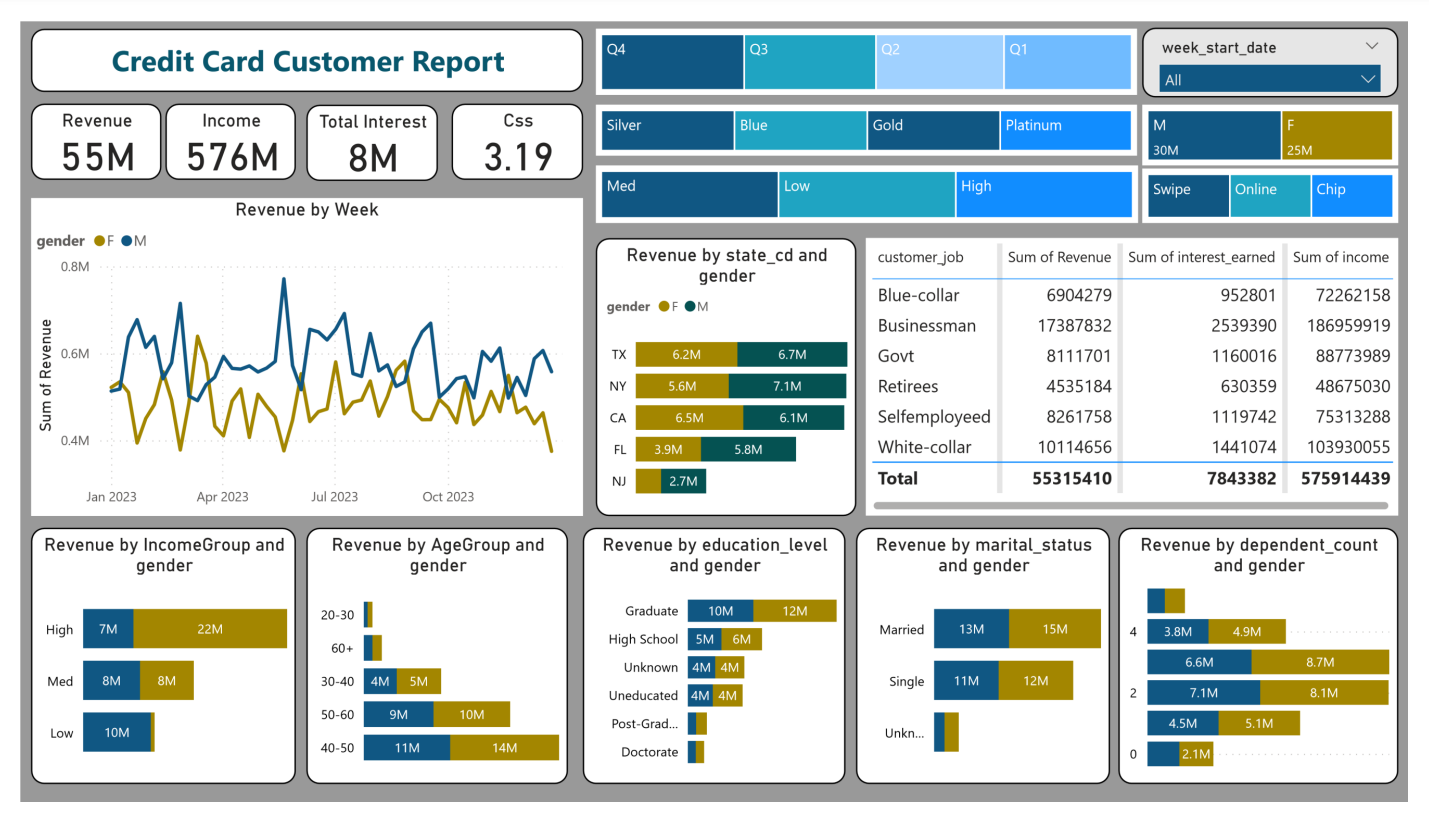 Credit Card Customer Report
Q4 Q3 Q2 Q1
week_start_date
All
Revenue
55M
Income
576M
Total Interest
8M
Css
3.19
Silver Blue Gold Platinum
M F
30M 25M
Med Low High
Swipe Online Chip
Revenue by Week
gender F M
Sum of Revenue
0.8M
0.6M
0.4M
Jan 2023 Apr 2023 Jul 2023 Oct 2023
Revenue by state_cd and
gender
gender F M
TX 6.2M 6.7M
NY 5.6M 7.1M
CA 6.5M 6.1M
FL 3.9M 5.8M
NJ 2.7M
customer_job Sum of Revenue Sum of interest_earned Sum of income
Blue-collar 6904279 952801 72262158
Businessman 17387832 2539390 186959919
Govt 8111701 1160016 88773989
Retirees 4535184 630359 48675030
Selfemployeed 8261758 1119742 75313288
White-collar 10114656 1441074 103930055
Total 55315410 7843382 575914439
Revenue by IncomeGroup and
gender
High 7M 22M
Med 8M 8M
Low 10M
Revenue by AgeGroup and
gender
20-30
60+
30-40 4M 5M
50-60 9M 10M
40-50 11M 14M
Revenue by education_level
and gender
Graduate 10M 12M
High School 5M 6M
Unknown 4M 4M
Uneducated 4M 4M
Post-Grad...
Doctorate
Revenue by marital_status
and gender
Married 13M 15M
Single 11M 12M
Unkn...
Revenue by dependent_count
and gender
4 3.8M 4.9M
6.6M 8.7M
2 7.1M 8.1M
4.5M 5.1M
0 2.1M